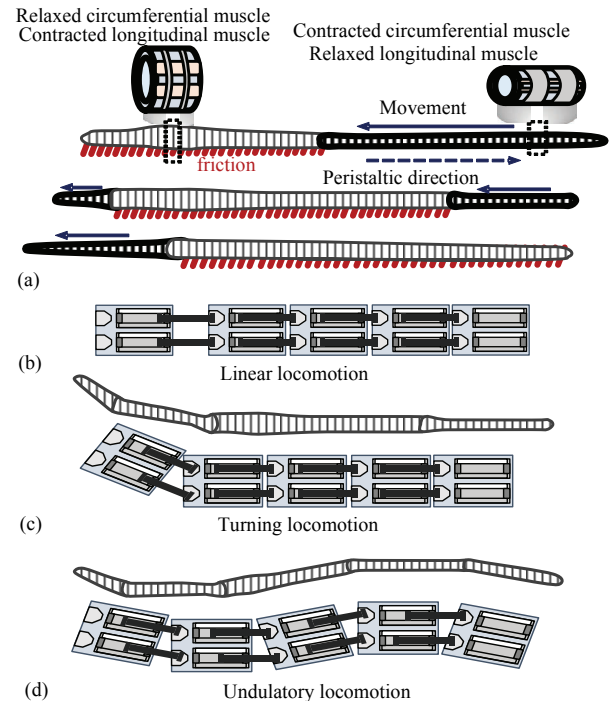 Relaxed circumferential muscle
Contracted longitudinal muscle
Contracted circumferential muscle
Relaxed longitudinal muscle
Movement
friction
Peristaltic direction
(a)
(b)
Linear locomotion
(c)
Turning locomotion
(d)
Undulatory locomotion